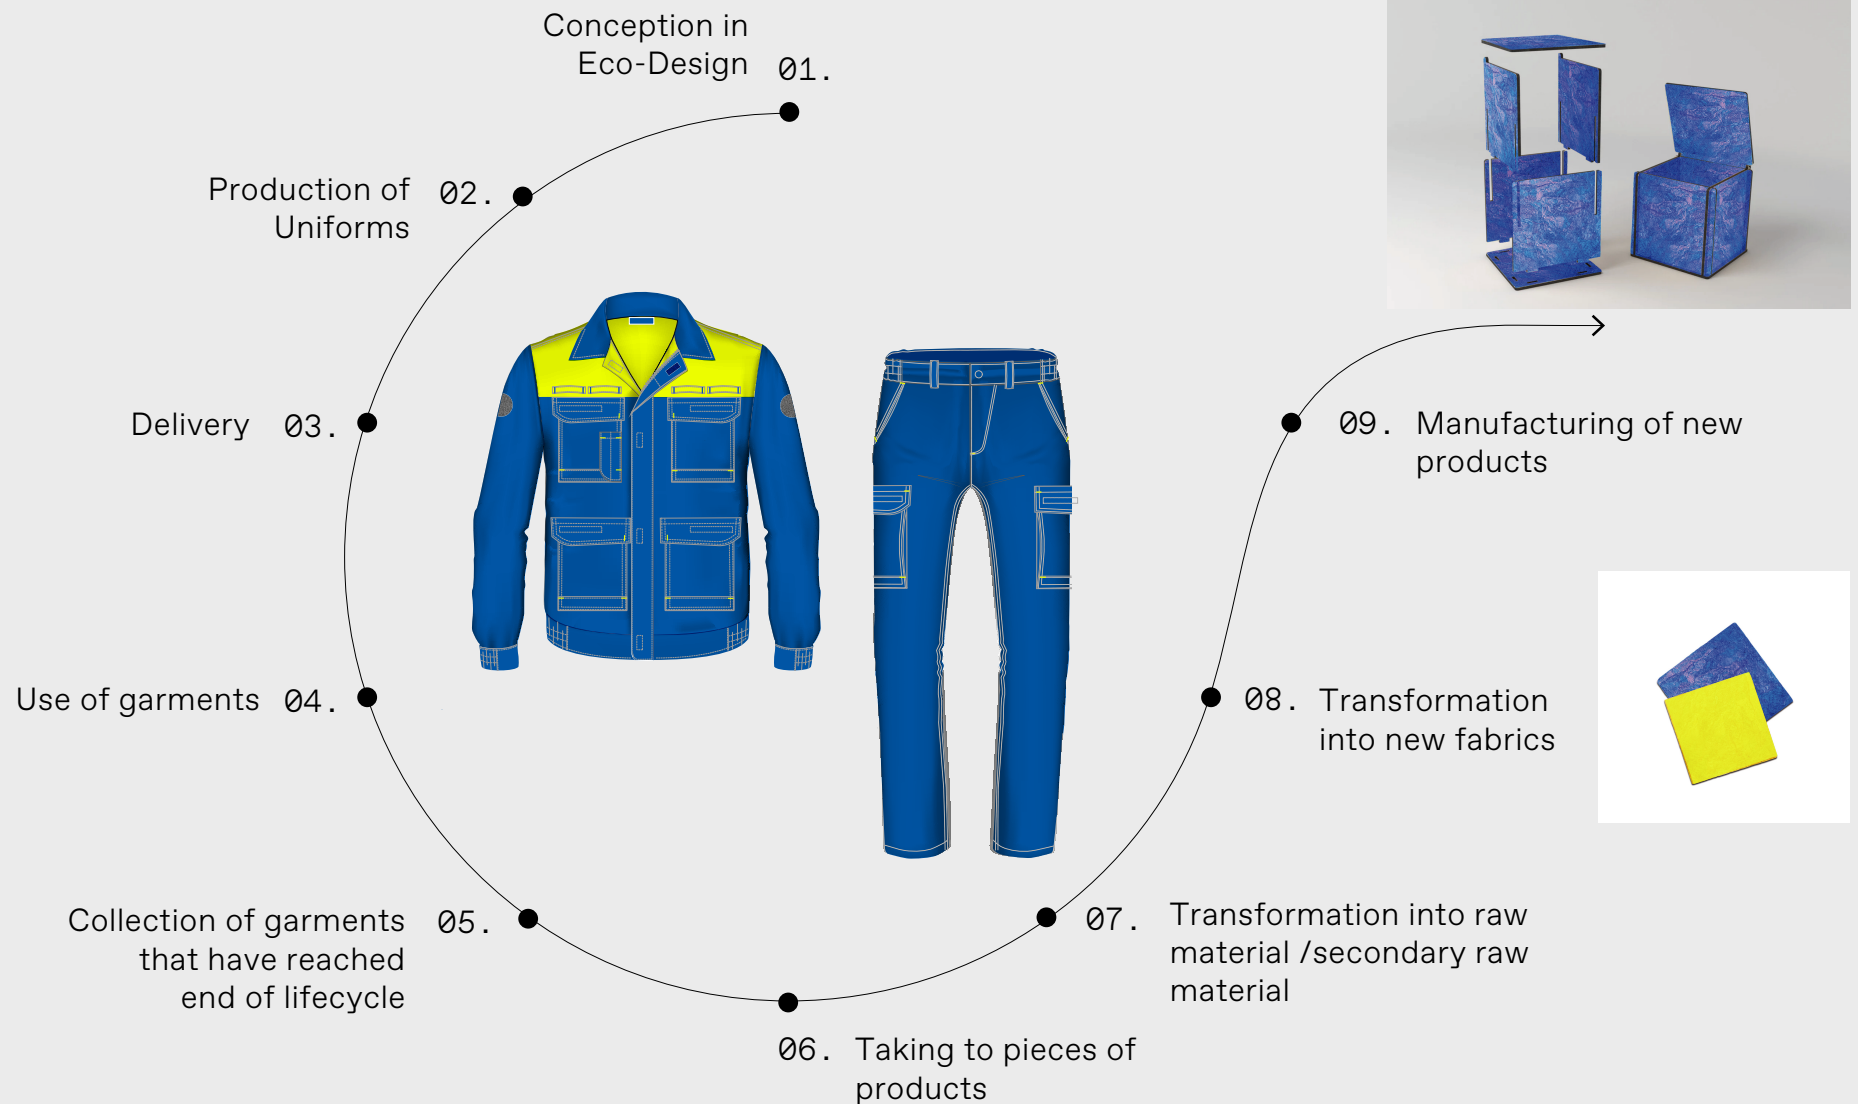 Conception in
Eco-Design 01.
Production of 02.
Uniforms
Delivery 03.
Use of garments 04.
Collection of garments 05.
that have reached
end of lifecycle
06. Taking to pieces of
products
07. Transformation into raw
material /secondary raw
material
08. Transformation
into new fabrics
09. Manufacturing of new
products